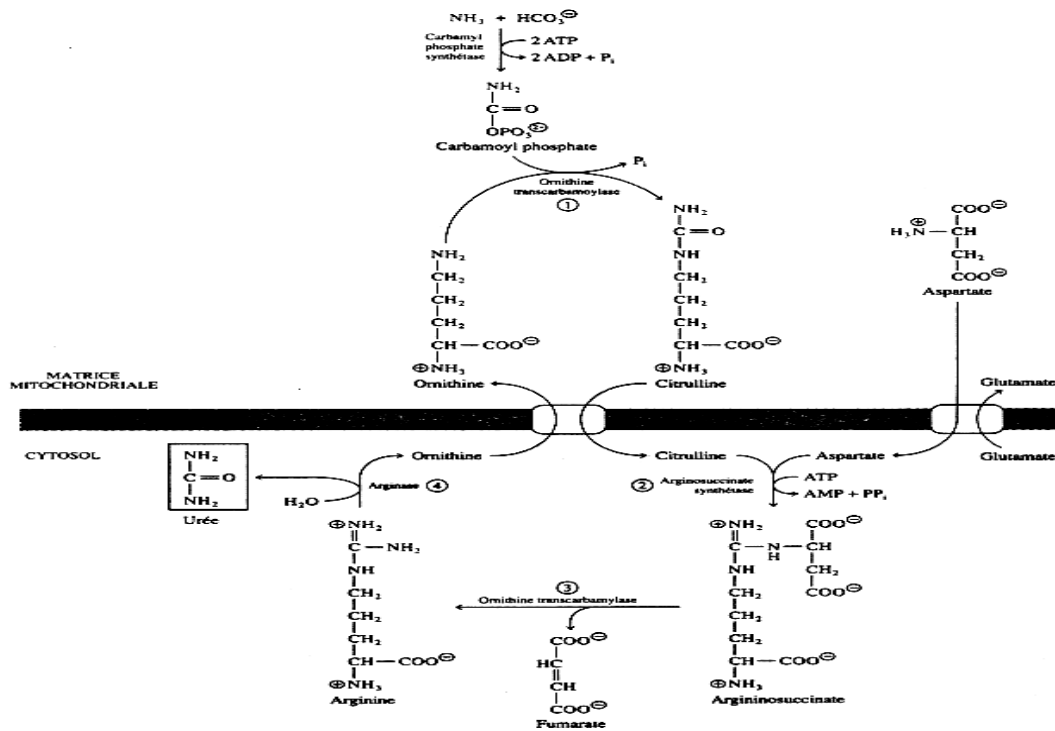 NH₃ + HCO₃⊖
Carbamyl
phosphate
synthétase
2 ATP
2 ADP + Pᵢ
NH₂
C=O
OPO₃²⁻
Carbamoyl phosphate
Pᵢ
Ornithine
transcarbamoylase
①
NH₂
CH₂
CH₂
CH₂
CH—COO⊖
⊕NH₃
Ornithine
NH₂
C=O
NH
CH₂
CH₂
CH₂
CH—COO⊖
⊕NH₃
Citrulline
COO⊖
H₃N⊕—CH
CH₂
COO⊖
Aspartate
MATRICE
MITOCHONDRIALE
Glutamate
CYTOSOL
NH₂
C=O
NH₂
Urée
Ornithine
Arginase ④
H₂O
Citrulline
Aspartate
Glutamate
② Arginosuccinate
synthétase
ATP
AMP + PPᵢ
⊕NH₂
C—NH₂
NH
CH₂
CH₂
CH₂
CH—COO⊖
⊕NH₃
Arginine
③
Ornithine transcarbamylase
COO⊖
HC
CH
COO⊖
Fumarate
⊕NH₂ COO⊖
C—N—CH
H
NH CH₂
CH₂ COO⊖
CH₂
CH₂
CH—COO⊖
⊕NH₃
Argininosuccinate